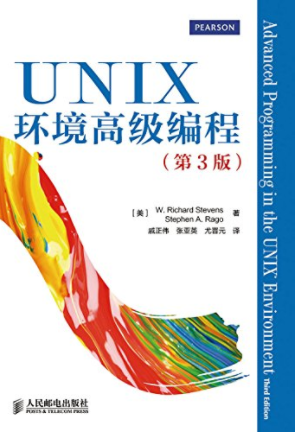 PEARSON
UNIX
环境高级编程
（第3版）
[美] W. Richard Stevens 著
Stephen A. Rago
戚正伟 张亚英 尤晋元 译
Advanced Programming in the UNIX Environment Third Edition
人民邮电出版社
POSTS & TELECOM PRESS